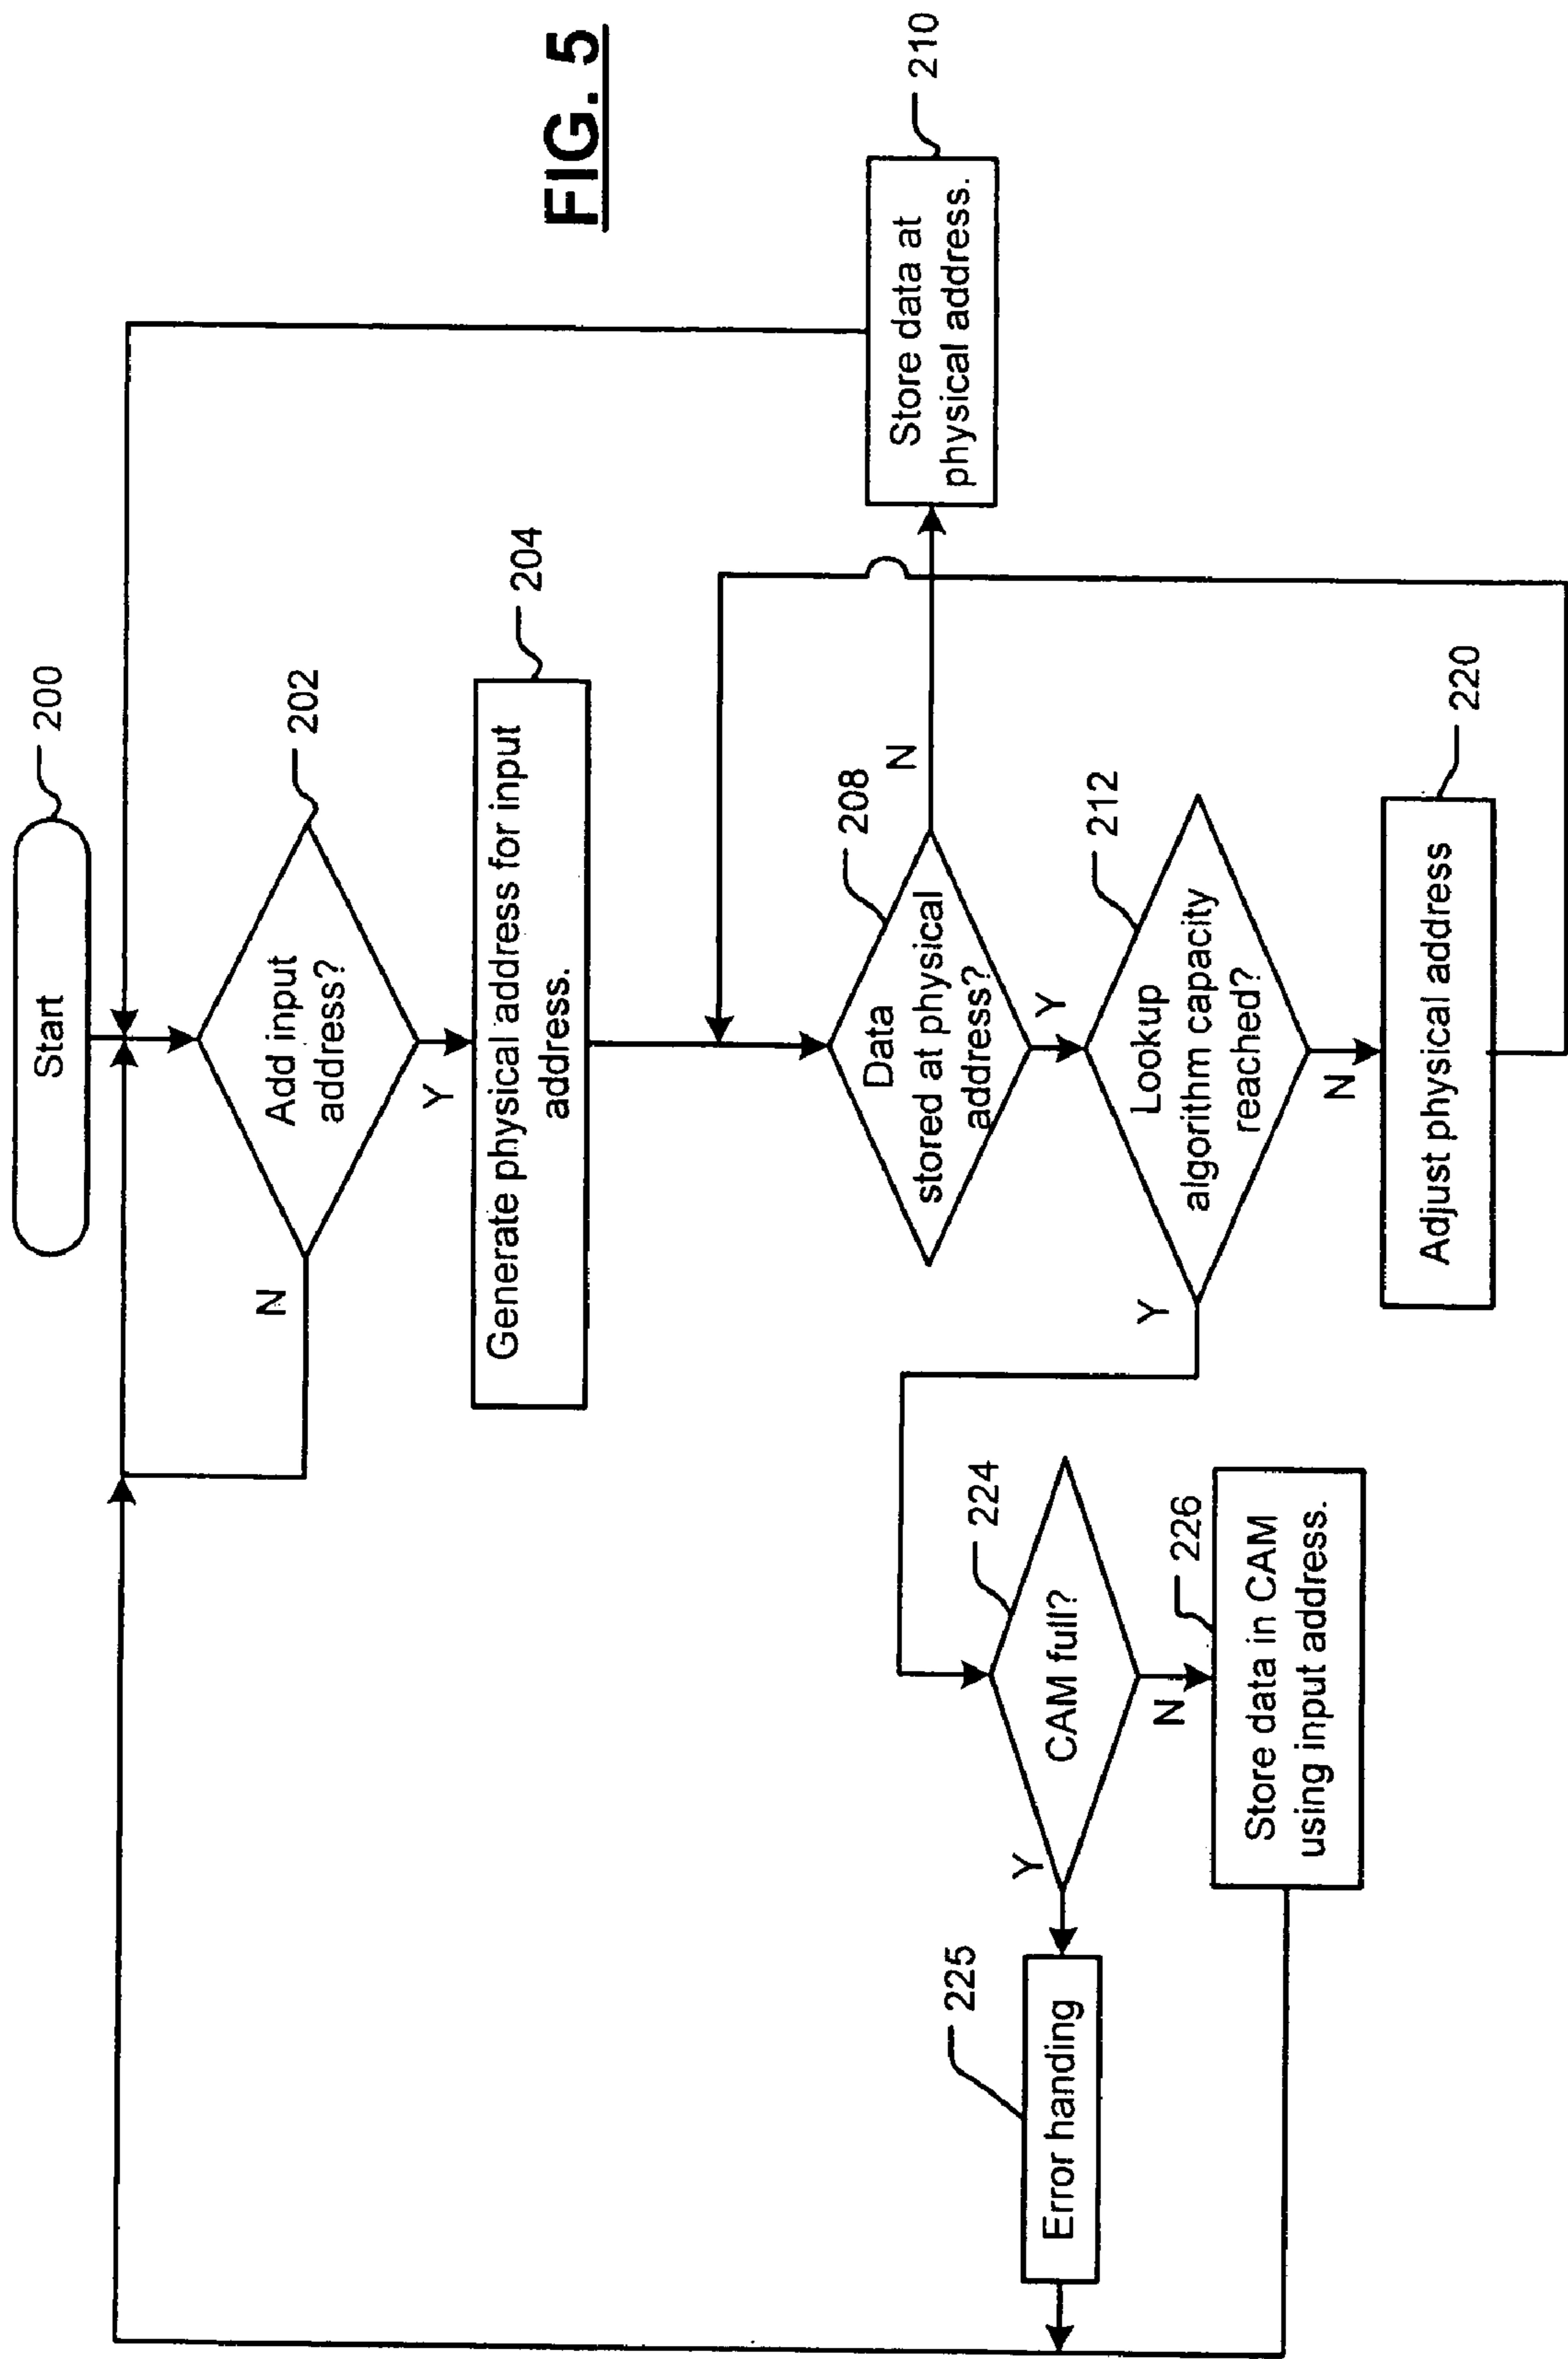 Start
200
Add input
address?
202
N
Y
Generate physical address for input
address.
204
Data
stored at physical
address?
208
N
Y
Store data at
physical address.
210
Lookup
algorithm capacity
reached?
212
Y
N
Adjust physical address
220
CAM full?
224
Y
N
Error handing
225
Store data in CAM
using input address.
226
FIG. 5